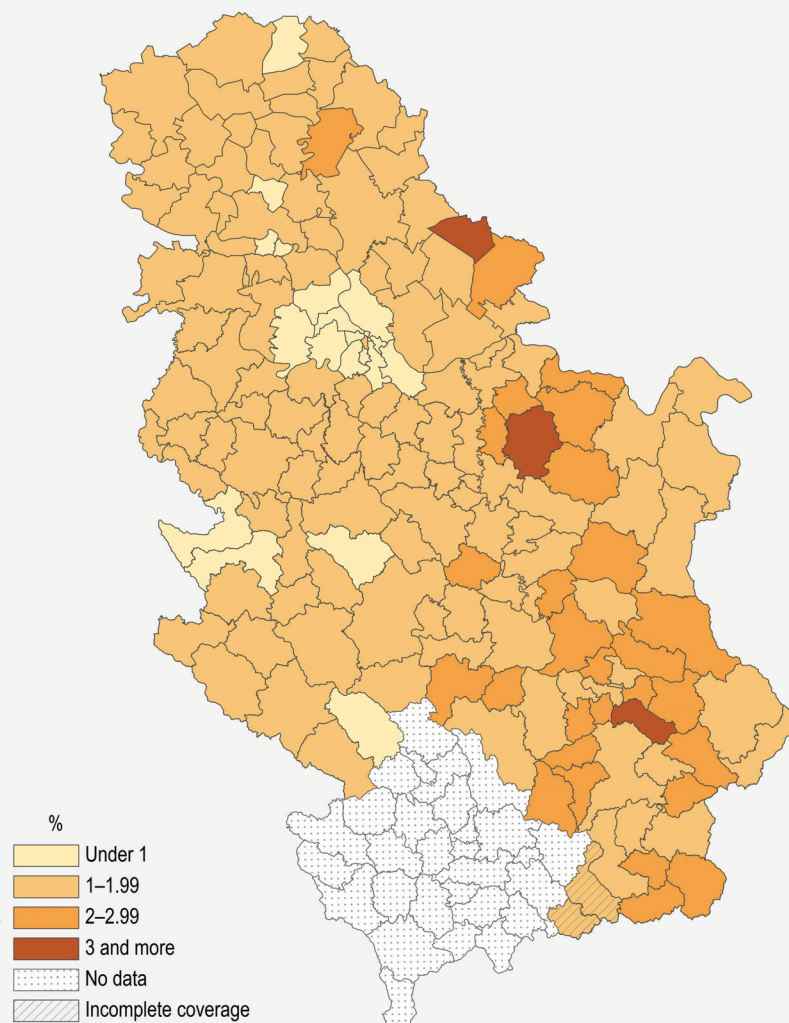 %
Under 1
1–1.99
2–2.99
3 and more
No data
Incomplete coverage